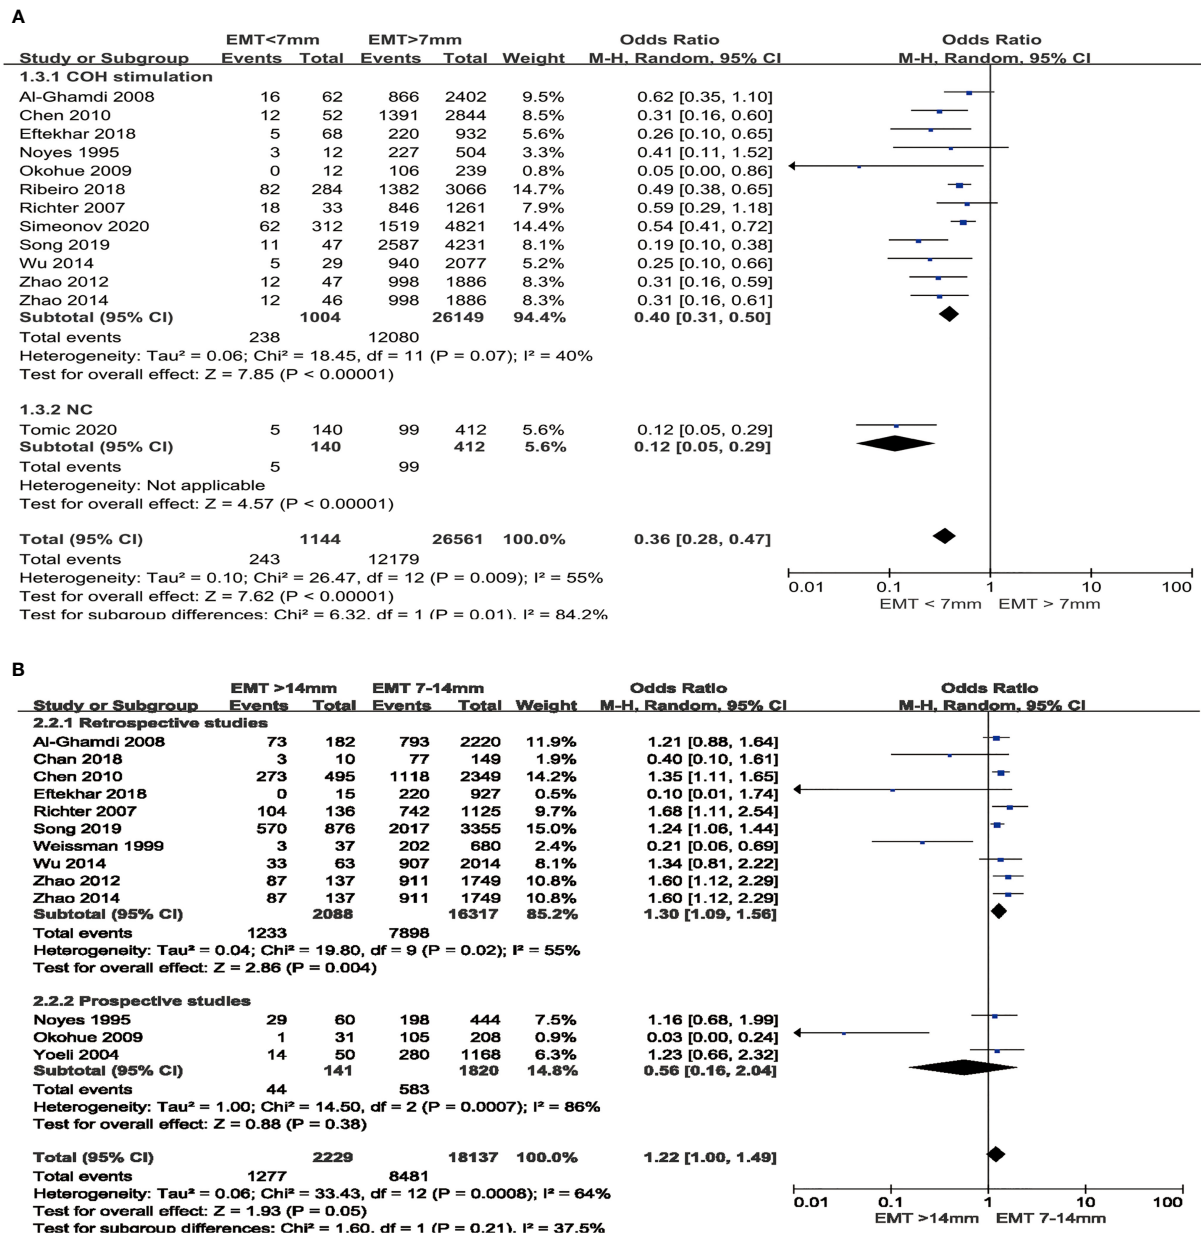 A
EMT<7mm EMT>7mm Odds Ratio Odds Ratio
Study or Subgroup Events Total Events Total Weight M-H, Random, 95% CI M-H, Random, 95% CI
1.3.1 COH stimulation
Al-Ghamdi 2008 16 62 866 2402 9.5% 0.62 [0.35, 1.10]
Chen 2010 12 52 1391 2844 8.5% 0.31 [0.16, 0.60]
Eftekhar 2018 5 68 220 932 5.6% 0.26 [0.10, 0.65]
Noyes 1995 3 12 227 504 3.3% 0.41 [0.11, 1.52]
Okohue 2009 0 12 106 239 0.8% 0.05 [0.00, 0.86]
Ribeiro 2018 82 284 1382 3066 14.7% 0.49 [0.38, 0.65]
Richter 2007 18 33 846 1261 7.9% 0.59 [0.29, 1.18]
Simeonov 2020 62 312 1519 4821 14.4% 0.54 [0.41, 0.72]
Song 2019 11 47 2587 4231 8.1% 0.19 [0.10, 0.38]
Wu 2014 5 29 940 2077 5.2% 0.25 [0.10, 0.66]
Zhao 2012 12 47 998 1886 8.3% 0.31 [0.16, 0.59]
Zhao 2014 12 46 998 1886 8.3% 0.31 [0.16, 0.61]
Subtotal (95% CI) 1004 26149 94.4% 0.40 [0.31, 0.50]
Total events 238 12080
Heterogeneity: Tau² = 0.06; Chi² = 18.45, df = 11 (P = 0.07); I² = 40%
Test for overall effect: Z = 7.85 (P < 0.00001)
1.3.2 NC
Tomic 2020 5 140 99 412 5.6% 0.12 [0.05, 0.29]
Subtotal (95% CI) 140 412 5.6% 0.12 [0.05, 0.29]
Total events 5 99
Heterogeneity: Not applicable
Test for overall effect: Z = 4.57 (P < 0.00001)
Total (95% CI) 1144 26561 100.0% 0.36 [0.28, 0.47]
Total events 243 12179
Heterogeneity: Tau² = 0.10; Chi² = 26.47, df = 12 (P = 0.009); I² = 55%
Test for overall effect: Z = 7.62 (P < 0.00001)
Test for subgroup differences: Chi² = 6.32, df = 1 (P = 0.01), I² = 84.2%
0.01 0.1 1 10 100
EMT < 7mm EMT > 7mm
B
EMT >14mm EMT 7-14mm Odds Ratio Odds Ratio
Study or Subgroup Events Total Events Total Weight M-H, Random, 95% CI M-H, Random, 95% CI
2.2.1 Retrospective studies
Al-Ghamdi 2008 73 182 793 2220 11.9% 1.21 [0.88, 1.64]
Chan 2018 3 10 77 149 1.9% 0.40 [0.10, 1.61]
Chen 2010 273 495 1118 2349 14.2% 1.35 [1.11, 1.65]
Eftekhar 2018 0 15 220 927 0.5% 0.10 [0.01, 1.74]
Richter 2007 104 136 742 1125 9.7% 1.68 [1.11, 2.54]
Song 2019 570 876 2017 3355 15.0% 1.24 [1.06, 1.44]
Weissman 1999 3 37 202 680 2.4% 0.21 [0.06, 0.69]
Wu 2014 33 63 907 2014 8.1% 1.34 [0.81, 2.22]
Zhao 2012 87 137 911 1749 10.8% 1.60 [1.12, 2.29]
Zhao 2014 87 137 911 1749 10.8% 1.60 [1.12, 2.29]
Subtotal (95% CI) 2088 16317 85.2% 1.30 [1.09, 1.56]
Total events 1233 7898
Heterogeneity: Tau² = 0.04; Chi² = 19.80, df = 9 (P = 0.02); I² = 55%
Test for overall effect: Z = 2.86 (P = 0.004)
2.2.2 Prospective studies
Noyes 1995 29 60 198 444 7.5% 1.16 [0.68, 1.99]
Okohue 2009 1 31 105 208 0.9% 0.03 [0.00, 0.24]
Yoeli 2004 14 50 280 1168 6.3% 1.23 [0.66, 2.32]
Subtotal (95% CI) 141 1820 14.8% 0.56 [0.16, 2.04]
Total events 44 583
Heterogeneity: Tau² = 1.00; Chi² = 14.50, df = 2 (P = 0.0007); I² = 86%
Test for overall effect: Z = 0.88 (P = 0.38)
Total (95% CI) 2229 18137 100.0% 1.22 [1.00, 1.49]
Total events 1277 8481
Heterogeneity: Tau² = 0.06; Chi² = 33.43, df = 12 (P = 0.0008); I² = 64%
Test for overall effect: Z = 1.93 (P = 0.05)
Test for subgroup differences: Chi² = 1.60, df = 1 (P = 0.21), I² = 37.5%
0.01 0.1 1 10 100
EMT >14mm EMT 7-14mm